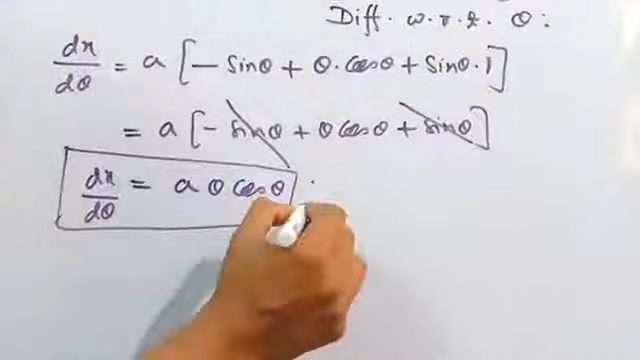 Diff. w.r.t. θ:
dx/dθ = a [- sinθ + θ.cosθ + sinθ.1]
= a [- sinθ + θ cosθ + sinθ]
dx/dθ = a θ cosθ